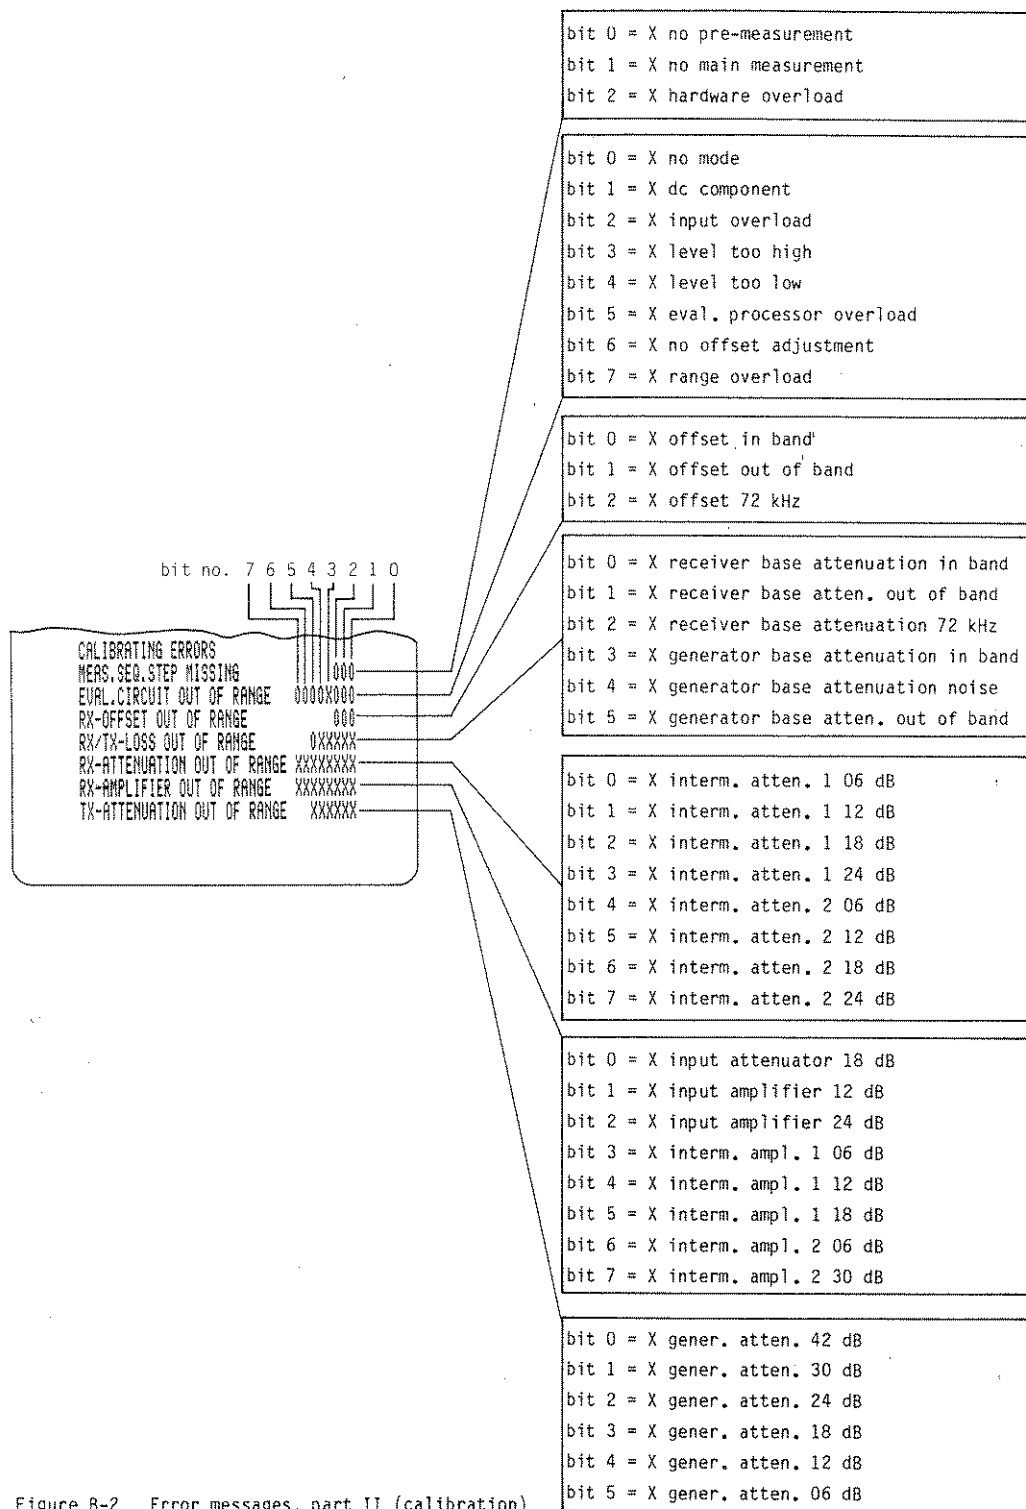 bit 0 = X no pre-measurement
bit 1 = X no main measurement
bit 2 = X hardware overload
bit 0 = X no mode
bit 1 = X dc component
bit 2 = X input overload
bit 3 = X level too high
bit 4 = X level too low
bit 5 = X eval. processor overload
bit 6 = X no offset adjustment
bit 7 = X range overload
bit 0 = X offset in band
bit 1 = X offset out of band
bit 2 = X offset 72 kHz
bit 0 = X receiver base attenuation in band
bit 1 = X receiver base atten. out of band
bit 2 = X receiver base attenuation 72 kHz
bit 3 = X generator base attenuation in band
bit 4 = X generator base attenuation noise
bit 5 = X generator base atten. out of band
bit no. 7 6 5 4 3 2 1 0
CALIBRATING ERRORS
MEAS.SEQ.STEP MISSING 000
EVAL.CIRCUIT OUT OF RANGE 0000X000
RX-OFFSET OUT OF RANGE 000
RX/TX-LOSS OUT OF RANGE 0XXXXX
RX-ATTENUATION OUT OF RANGE XXXXXXXX
RX-AMPLIFIER OUT OF RANGE XXXXXXXX
TX-ATTENUATION OUT OF RANGE XXXXXX
bit 0 = X interm. atten. 1 06 dB
bit 1 = X interm. atten. 1 12 dB
bit 2 = X interm. atten. 1 18 dB
bit 3 = X interm. atten. 1 24 dB
bit 4 = X interm. atten. 2 06 dB
bit 5 = X interm. atten. 2 12 dB
bit 6 = X interm. atten. 2 18 dB
bit 7 = X interm. atten. 2 24 dB
bit 0 = X input attenuator 18 dB
bit 1 = X input amplifier 12 dB
bit 2 = X input amplifier 24 dB
bit 3 = X interm. ampl. 1 06 dB
bit 4 = X interm. ampl. 1 12 dB
bit 5 = X interm. ampl. 1 18 dB
bit 6 = X interm. ampl. 2 06 dB
bit 7 = X interm. ampl. 2 30 dB
bit 0 = X gener. atten. 42 dB
bit 1 = X gener. atten. 30 dB
bit 2 = X gener. atten. 24 dB
bit 3 = X gener. atten. 18 dB
bit 4 = X gener. atten. 12 dB
bit 5 = X gener. atten. 06 dB
Figure 8-2 Error messages, part II (calibration)